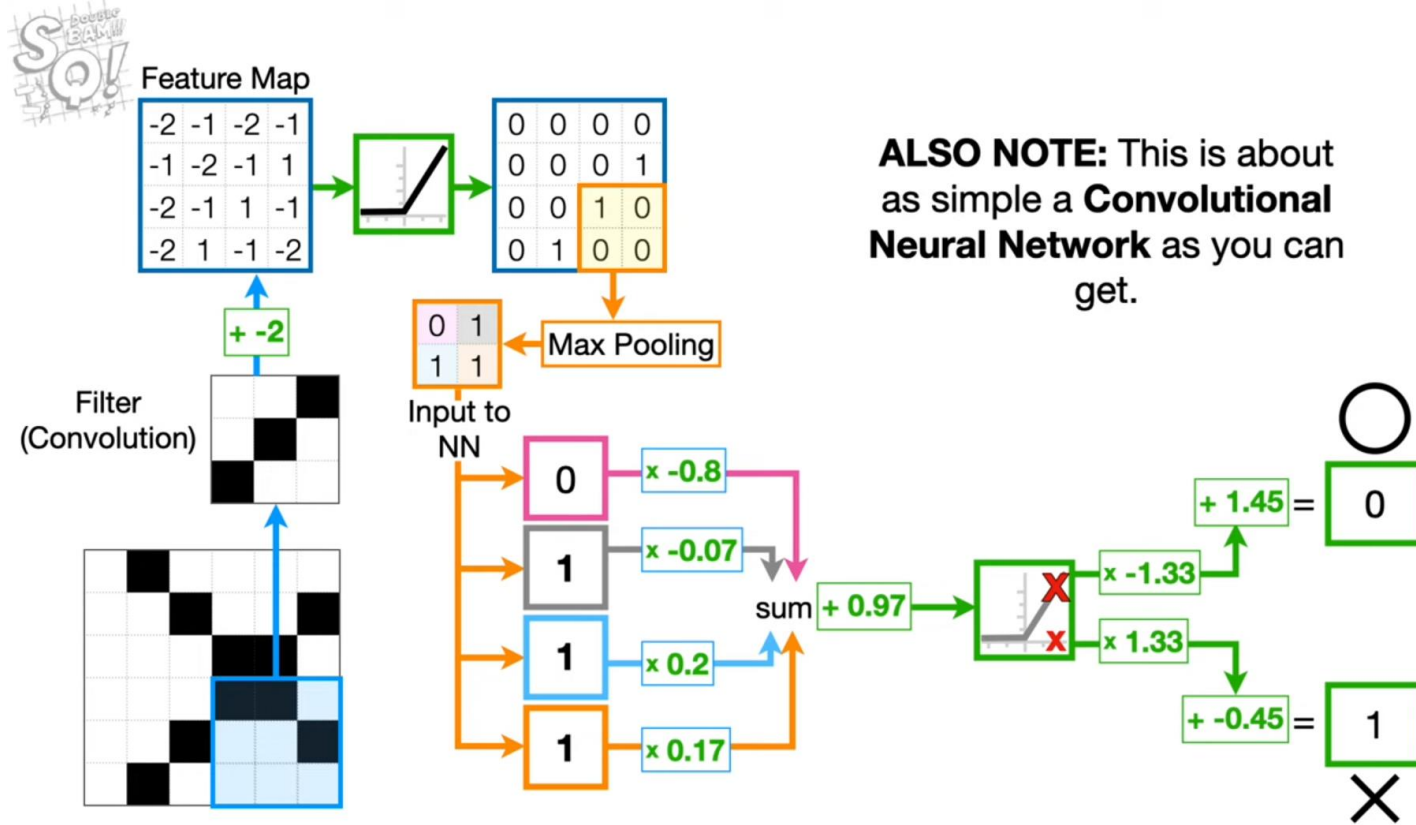 DOUBLE
BAM!!!
SQ!
Feature Map
-2 -1 -2 -1
-1 -2 -1 1
-2 -1 1 -1
-2 1 -1 -2
0 0 0 0
0 0 0 1
0 0 1 0
0 1 0 0
ALSO NOTE: This is about
as simple a Convolutional
Neural Network as you can
get.
+ -2
0 1
1 1
Max Pooling
Filter
(Convolution)
Input to
NN
0
x -0.8
1
x -0.07
1
x 0.2
1
x 0.17
sum
+ 0.97
X
x
x -1.33
+ 1.45
=
0
x 1.33
+ -0.45
=
1